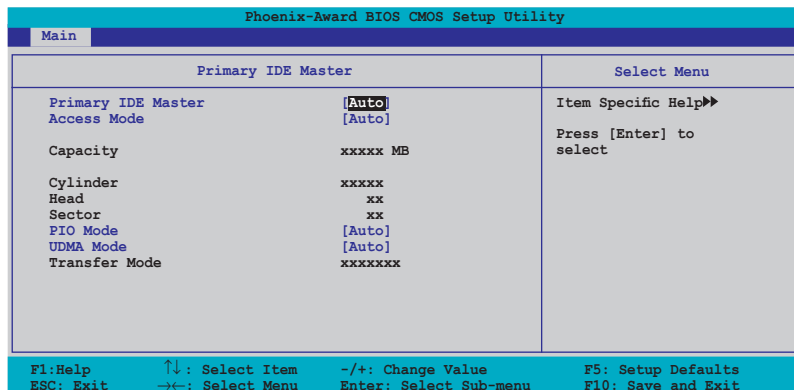 Phoenix-Award BIOS CMOS Setup Utility
Main
Primary IDE Master
Select Menu
Primary IDE Master [Auto]
Access Mode [Auto]
Capacity xxxxx MB
Cylinder xxxxx
Head xx
Sector xx
PIO Mode [Auto]
UDMA Mode [Auto]
Transfer Mode xxxxxxx
Item Specific Help▶▶
Press [Enter] to
select
F1:Help ↑↓: Select Item -/+: Change Value F5: Setup Defaults
ESC: Exit →←: Select Menu Enter: Select Sub-menu F10: Save and Exit